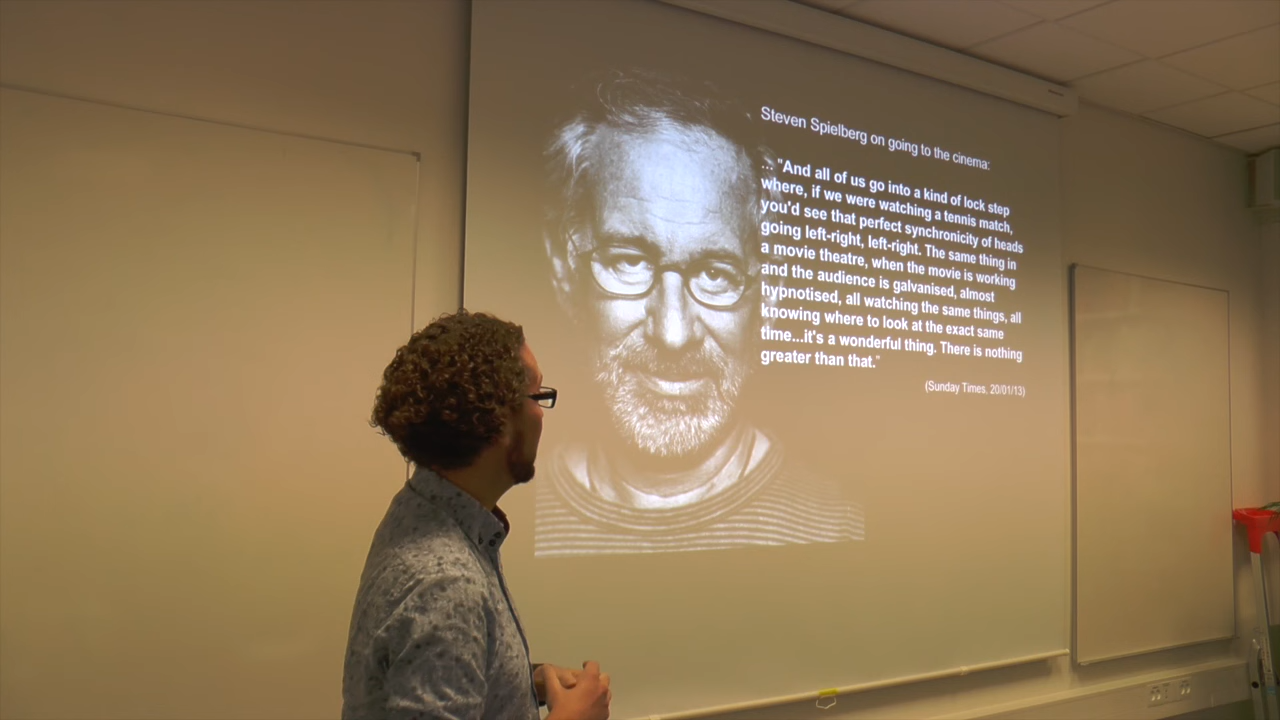 Steven Spielberg on going to the cinema:
... "And all of us go into a kind of lock step
where, if we were watching a tennis match,
you'd see that perfect synchronicity of heads
going left-right, left-right. The same thing in
a movie theatre, when the movie is working
and the audience is galvanised, almost
hypnotised, all watching the same things, all
knowing where to look at the exact same
time...it's a wonderful thing. There is nothing
greater than that."
(Sunday Times, 20/01/13)